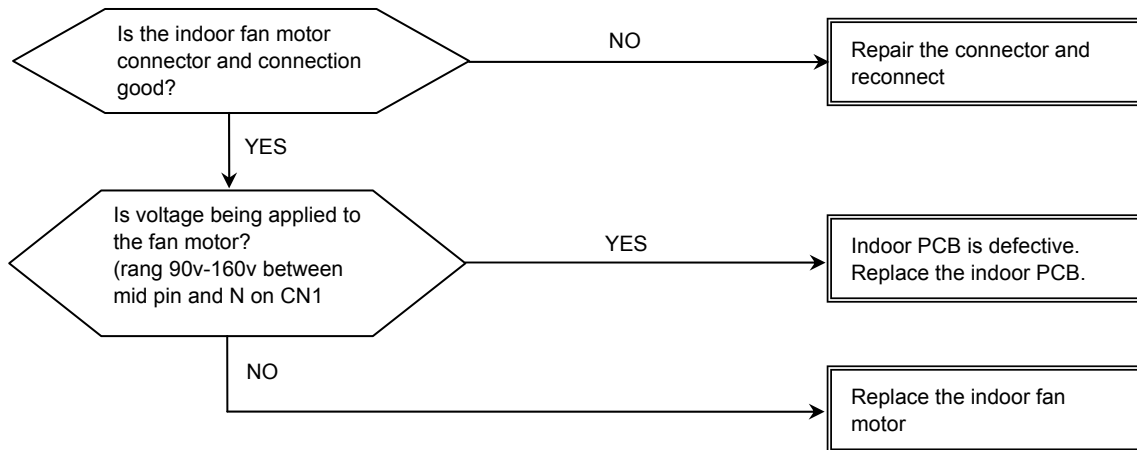 Is the indoor fan motor
connector and connection
good?
NO
Repair the connector and
reconnect
YES
Is voltage being applied to
the fan motor?
(rang 90v-160v between
mid pin and N on CN1
YES
Indoor PCB is defective.
Replace the indoor PCB.
NO
Replace the indoor fan
motor